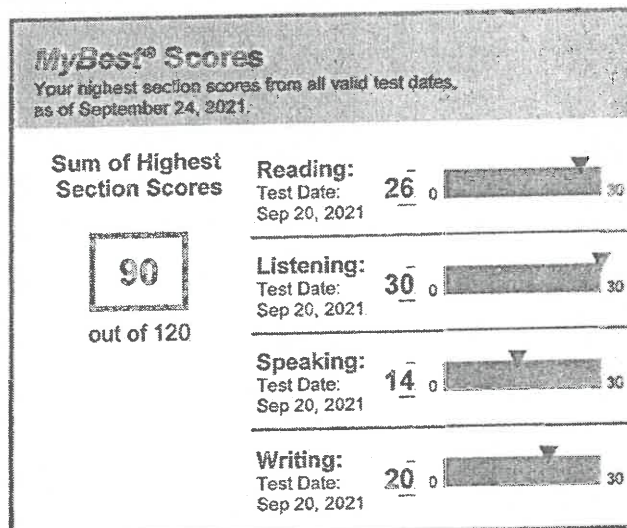 MyBest® Scores
Your highest section scores from all valid test dates,
as of September 24, 2021.
Sum of Highest
Section Scores
90
out of 120
Reading:
Test Date:
Sep 20, 2021
26 0 30
Listening:
Test Date:
Sep 20, 2021
30 0 30
Speaking:
Test Date:
Sep 20, 2021
14 0 30
Writing:
Test Date:
Sep 20, 2021
20 0 30